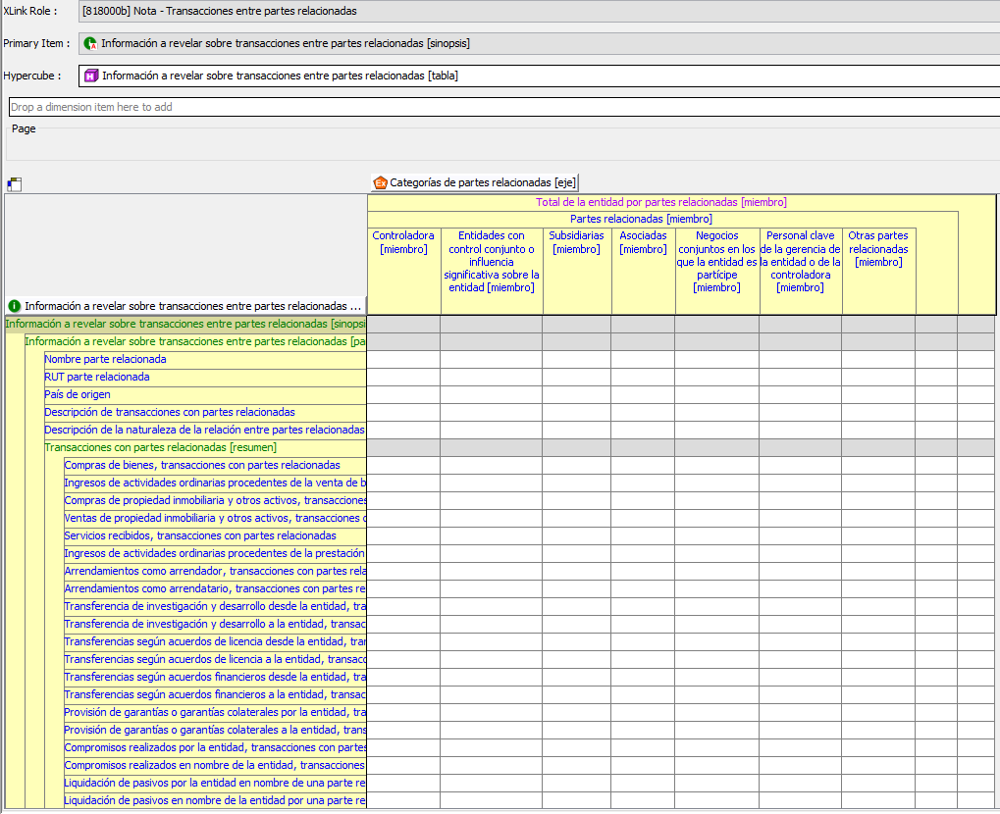 XLink Role :
[818000b] Nota - Transacciones entre partes relacionadas
Primary Item :
Información a revelar sobre transacciones entre partes relacionadas [sinopsis]
Hypercube :
Información a revelar sobre transacciones entre partes relacionadas [tabla]
Drop a dimension item here to add
Page
Categorías de partes relacionadas [eje]
Total de la entidad por partes relacionadas [miembro]
Partes relacionadas [miembro]
Controladora
[miembro]
Entidades con
control conjunto o
influencia
significativa sobre la
entidad [miembro]
Subsidiarias
[miembro]
Asociadas
[miembro]
Negocios
conjuntos en los
que la entidad es
partícipe
[miembro]
Personal clave
de la gerencia de
la entidad o de la
controladora
[miembro]
Otras partes
relacionadas
[miembro]
Información a revelar sobre transacciones entre partes relacionadas ...
Información a revelar sobre transacciones entre partes relacionadas [sinopsi
Información a revelar sobre transacciones entre partes relacionadas [pa
Nombre parte relacionada
RUT parte relacionada
País de origen
Descripción de transacciones con partes relacionadas
Descripción de la naturaleza de la relación entre partes relacionadas
Transacciones con partes relacionadas [resumen]
Compras de bienes, transacciones con partes relacionadas
Ingresos de actividades ordinarias procedentes de la venta de b
Compras de propiedad inmobiliaria y otros activos, transacciones
Ventas de propiedad inmobiliaria y otros activos, transacciones c
Servicios recibidos, transacciones con partes relacionadas
Ingresos de actividades ordinarias procedentes de la prestación
Arrendamientos como arrendador, transacciones con partes rela
Arrendamientos como arrendatario, transacciones con partes re
Transferencia de investigación y desarrollo desde la entidad, tra
Transferencia de investigación y desarrollo a la entidad, transac
Transferencias según acuerdos de licencia desde la entidad, tran
Transferencias según acuerdos de licencia a la entidad, transacc
Transferencias según acuerdos financieros desde la entidad, tra
Transferencias según acuerdos financieros a la entidad, transac
Provisión de garantías o garantías colaterales por la entidad, tra
Provisión de garantías o garantías colaterales a la entidad, trans
Compromisos realizados por la entidad, transacciones con partes
Compromisos realizados en nombre de la entidad, transacciones
Liquidación de pasivos por la entidad en nombre de una parte re
Liquidación de pasivos en nombre de la entidad por una parte re